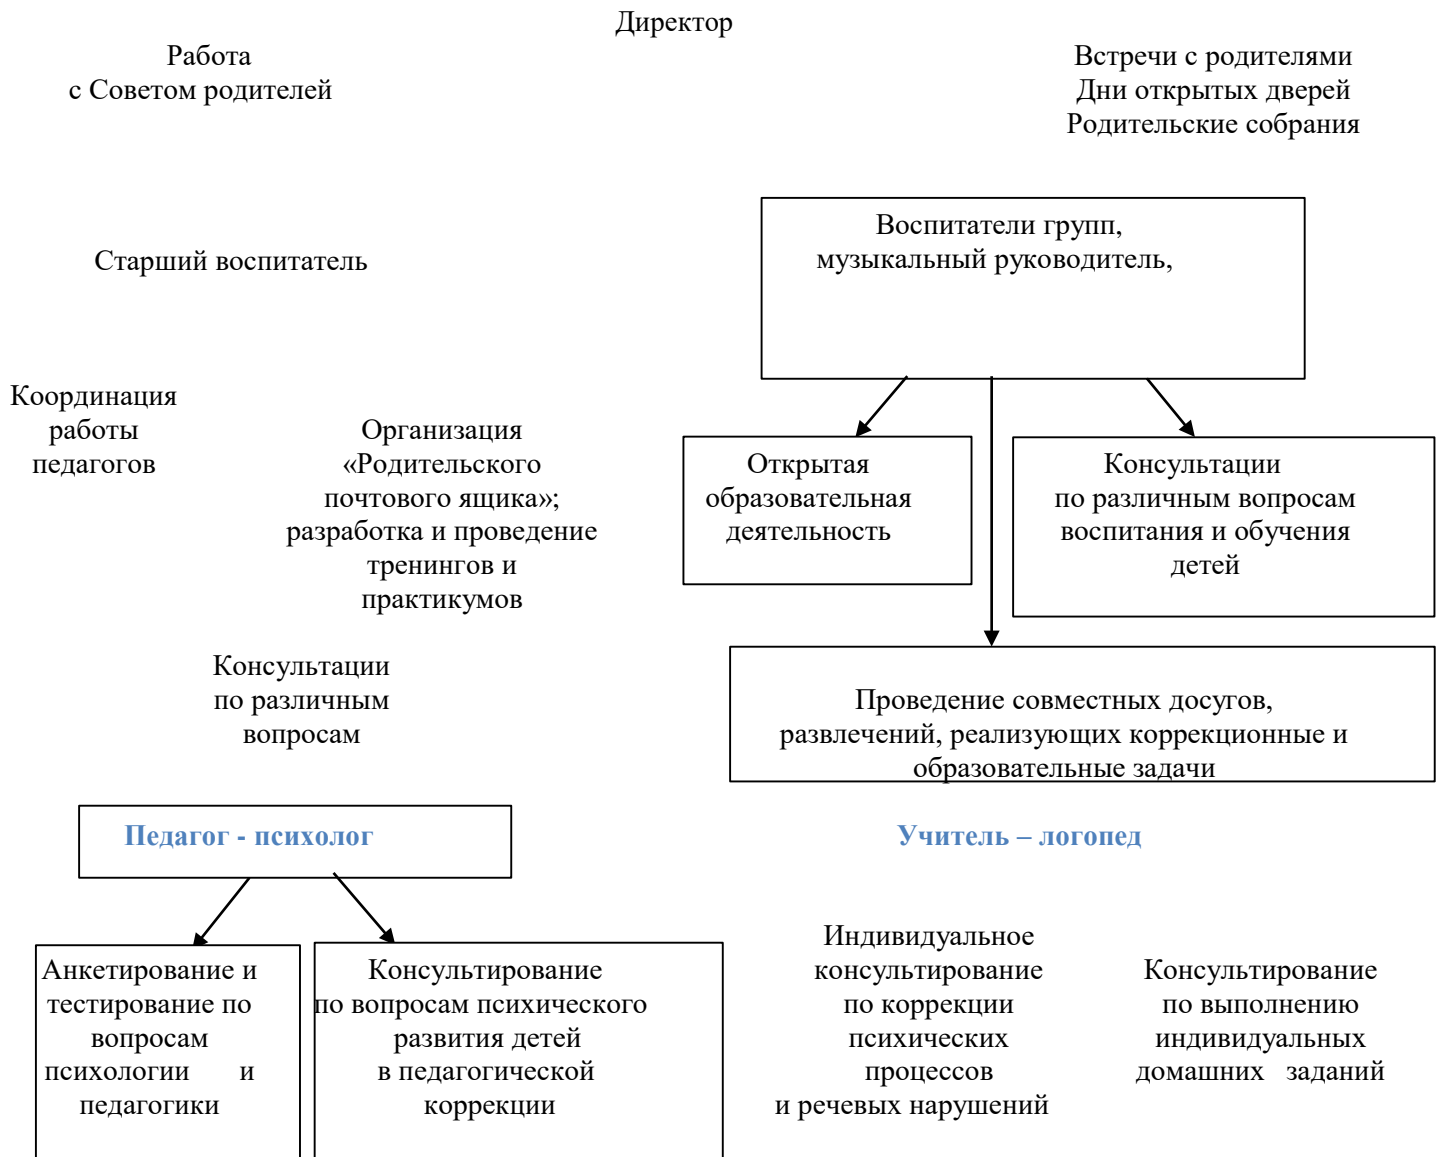 Директор
Работа
с Советом родителей
Встречи с родителями
Дни открытых дверей
Родительские собрания
Старший воспитатель
Воспитатели групп,
музыкальный руководитель,
Координация
работы
педагогов
Организация
«Родительского
почтового ящика»;
разработка и проведение
тренингов и
практикумов
Консультации
по различным
вопросам
Открытая
образовательная
деятельность
Консультации
по различным вопросам
воспитания и обучения
детей
Проведение совместных досугов,
развлечений, реализующих коррекционные и
образовательные задачи
Педагог - психолог
Анкетирование и
тестирование по
вопросам
психологии и
педагогики
Консультирование
по вопросам психического
развития детей
в педагогической
коррекции
Учитель – логопед
Индивидуальное
консультирование
по коррекции
психических
процессов
и речевых нарушений
Консультирование
по выполнению
индивидуальных
домашних заданий